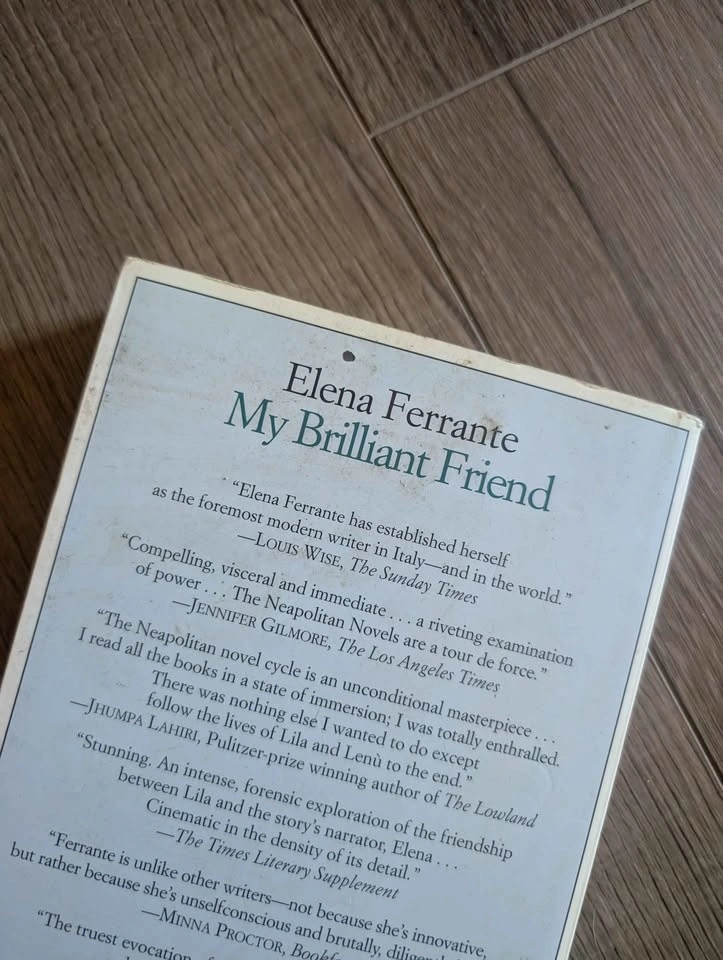 Elena Ferrante
My Brilliant Friend
“Elena Ferrante has established herself
as the foremost modern writer in Italy—and in the world.”
—LOUIS WISE, The Sunday Times
“Compelling, visceral and immediate . . . a riveting examination
of power . . . The Neapolitan Novels are a tour de force.”
—JENNIFER GILMORE, The Los Angeles Times
“The Neapolitan novel cycle is an unconditional masterpiece . . .
I read all the books in a state of immersion; I was totally enthralled.
There was nothing else I wanted to do except
follow the lives of Lila and Lenù to the end.”
—JHUMPA LAHIRI, Pulitzer-prize winning author of The Lowland
“Stunning. An intense, forensic exploration of the friendship
between Lila and the story’s narrator, Elena . . .
Cinematic in the density of its detail.”
—The Times Literary Supplement
“Ferrante is unlike other writers—not because she’s innovative,
but rather because she’s unselfconscious and brutally,
—MINNA PROCTOR,
“The truest evocation